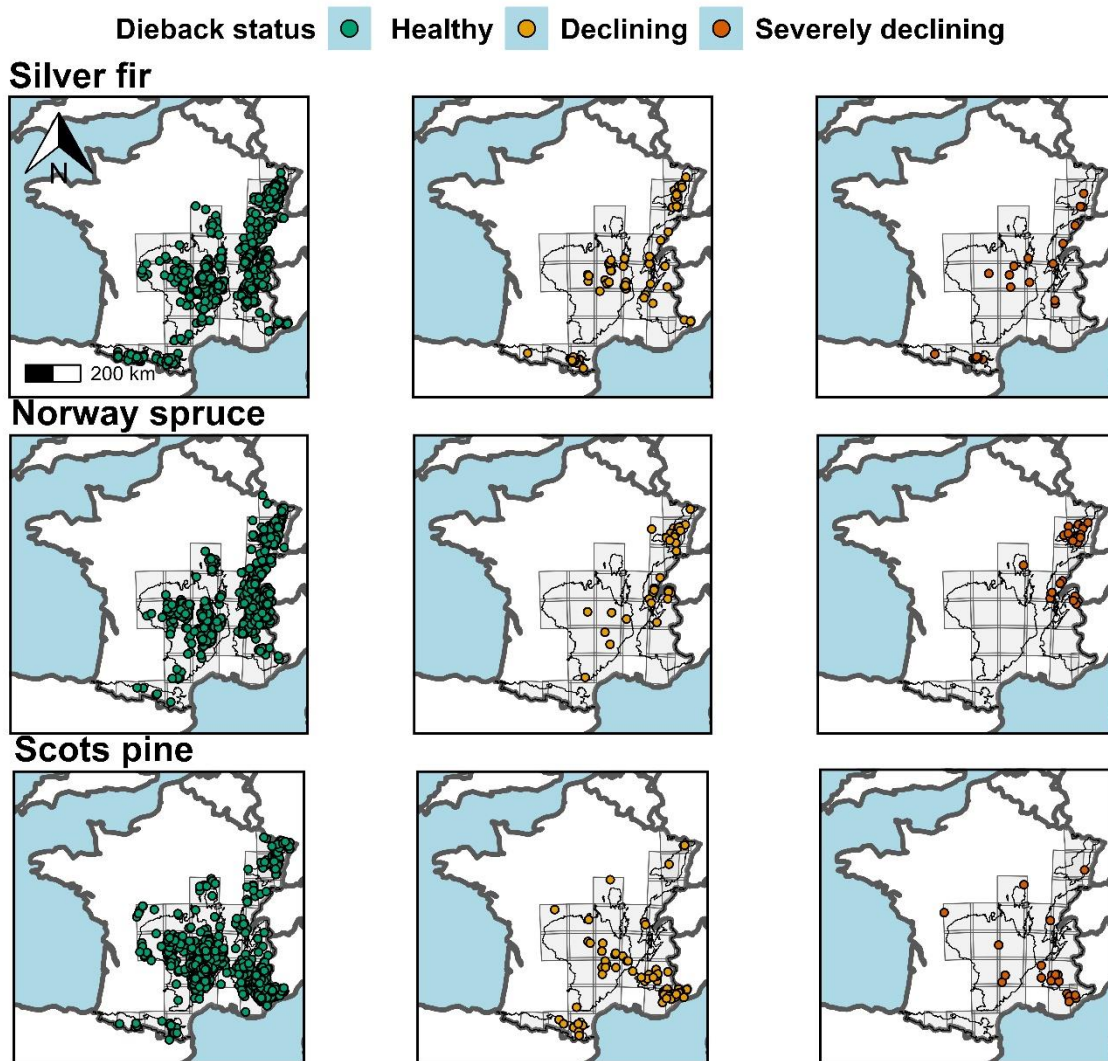 Dieback status Healthy Declining Severely declining
Silver fir
N
200 km
Norway spruce
Scots pine